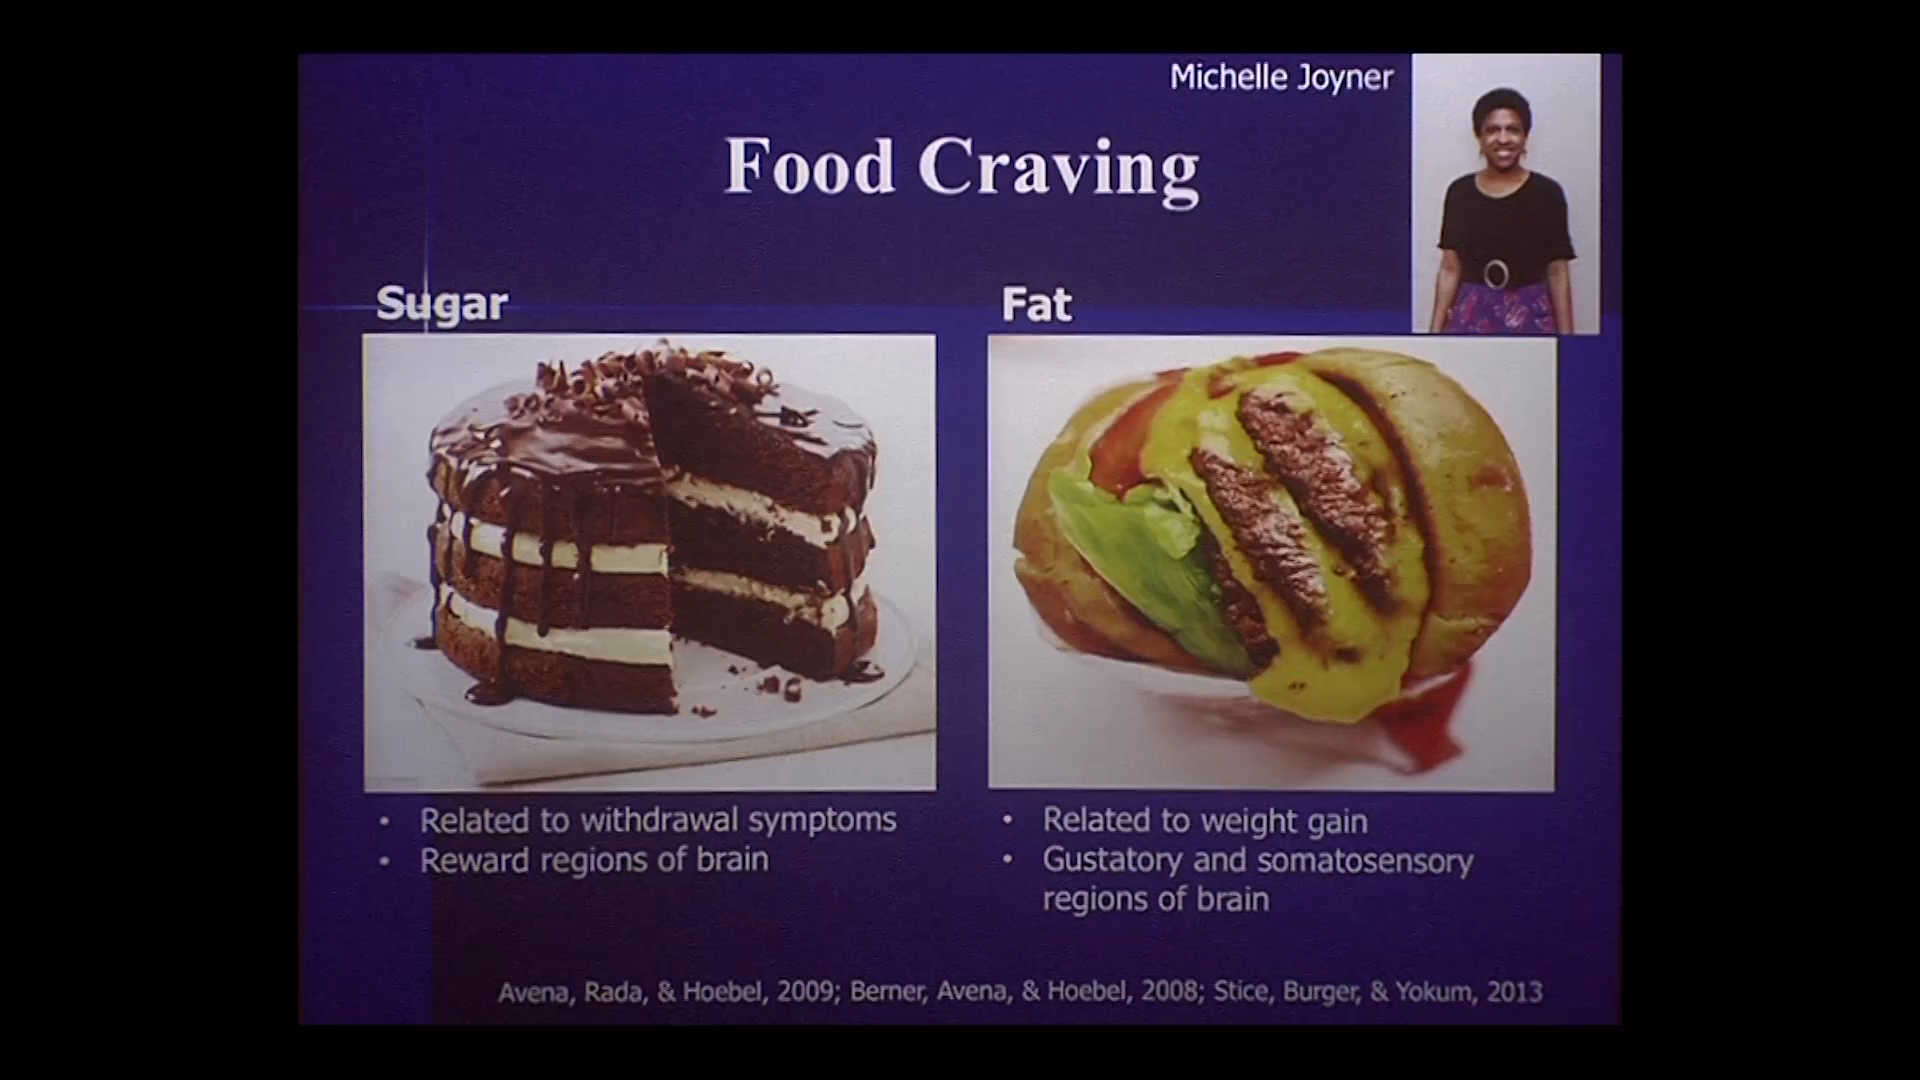 Michelle Joyner
Food Craving
Sugar
• Related to withdrawal symptoms
• Reward regions of brain
Fat
• Related to weight gain
• Gustatory and somatosensory
regions of brain
Avena, Rada, & Hoebel, 2009; Berner, Avena, & Hoebel, 2008; Stice, Burger, & Yokum, 2013